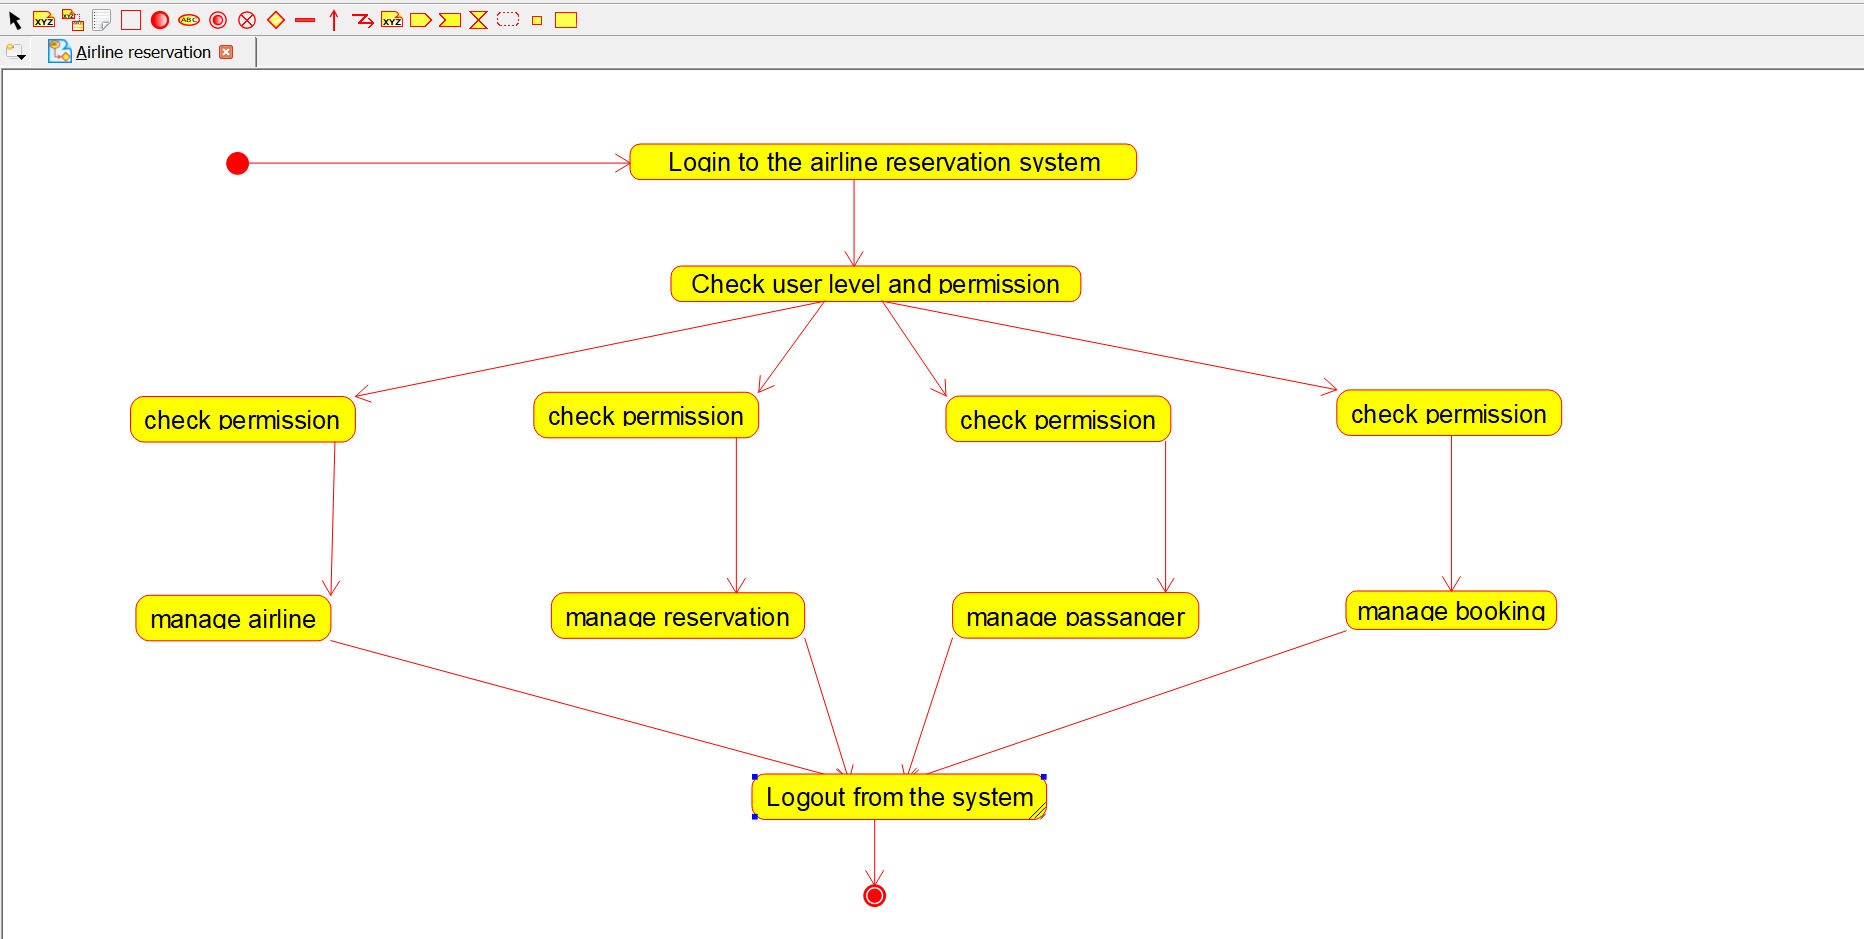 XYZ
XYZ
ABC
XYZ
Airline reservation
Login to the airline reservation system
Check user level and permission
check permission
check permission
check permission
check permission
manage airline
manage reservation
manage passanger
manage booking
Logout from the system